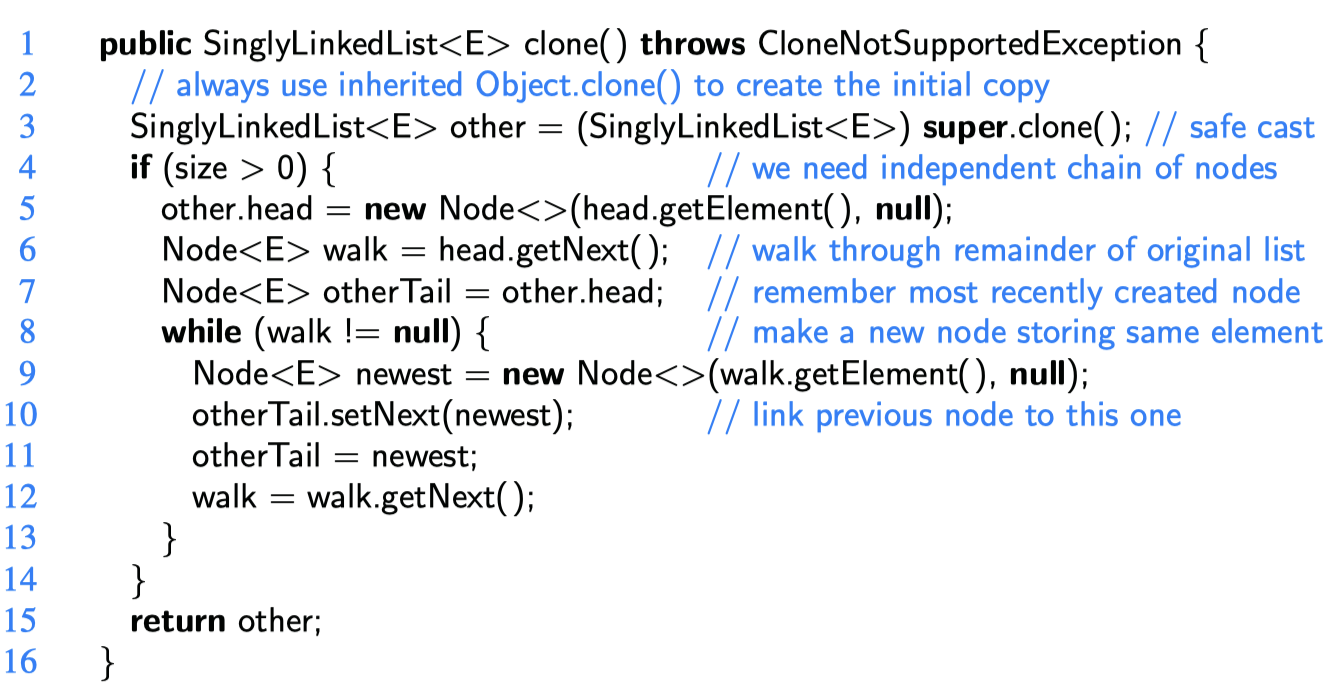 1 public SinglyLinkedList<E> clone() throws CloneNotSupportedException {
2 // always use inherited Object.clone() to create the initial copy
3 SinglyLinkedList<E> other = (SinglyLinkedList<E>) super.clone(); // safe cast
4 if (size > 0) { // we need independent chain of nodes
5 other.head = new Node<>(head.getElement(), null);
6 Node<E> walk = head.getNext(); // walk through remainder of original list
7 Node<E> otherTail = other.head; // remember most recently created node
8 while (walk != null) { // make a new node storing same element
9 Node<E> newest = new Node<>(walk.getElement(), null);
10 otherTail.setNext(newest); // link previous node to this one
11 otherTail = newest;
12 walk = walk.getNext();
13 }
14 }
15 return other;
16 }